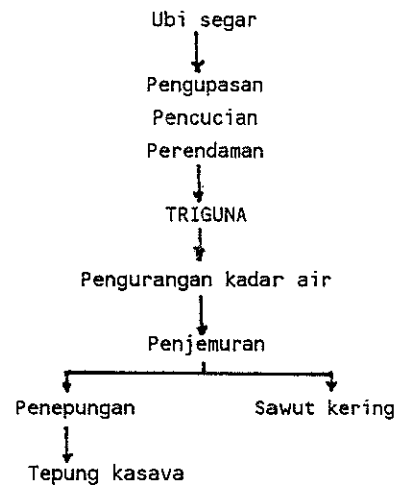 Ubi segar
Pengupasan
Pencucian
Perendaman
TRIGUNA
Pengurangan kadar air
Penjemuran
Penepungan Sawut kering
Tepung kasava